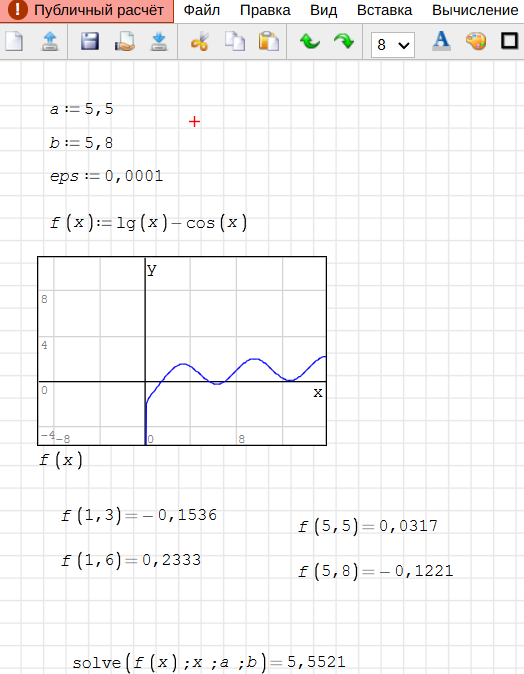 ! Публичный расчёт Файл Правка Вид Вставка Вычисление
8 A
a:=5,5
b:=5,8
eps:=0,0001
f(x):=lg(x)-cos(x)
y
8
4
0
x
-4 -8 0 8
f(x)
f(1,3)=-0,1536
f(5,5)=0,0317
f(1,6)=0,2333
f(5,8)=-0,1221
solve(f(x);x;a;b)=5,5521